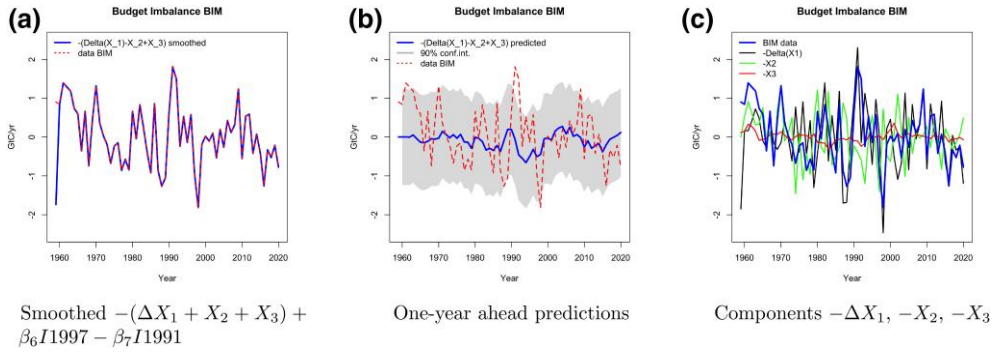 (a)
Budget Imbalance BIM
-(Delta(X_1)-X_2+X_3) smoothed
data BIM
GtC/yr
2
1
0
-1
-2
1960 1970 1980 1990 2000 2010 2020
Year
Smoothed −(ΔX₁ + X₂ + X₃) +
β₆I1997 − β₇I1991
(b)
Budget Imbalance BIM
-(Delta(X_1)-X_2+X_3) predicted
90% conf.int.
data BIM
GtC/yr
2
1
0
-1
-2
1960 1970 1980 1990 2000 2010 2020
Year
One-year ahead predictions
(c)
Budget Imbalance BIM
BIM data
-Delta(X1)
-X2
-X3
GtC/yr
2
1
0
-1
-2
1960 1970 1980 1990 2000 2010 2020
Year
Components −ΔX₁, −X₂, −X₃